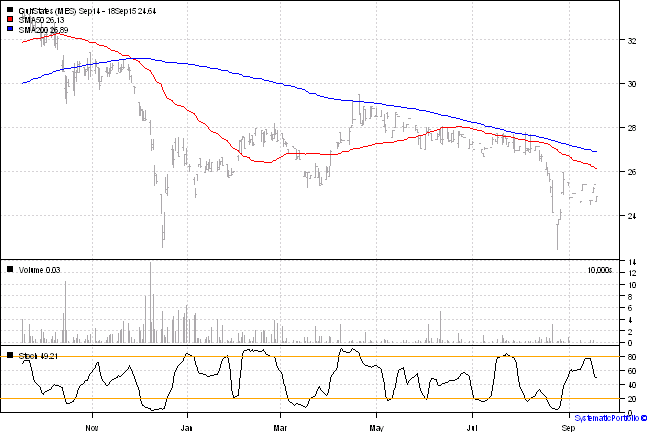 GulfStates (MES) Sep14 - 18Sep15 24.64
SMA50 26.13
SMA200 26.89
32
30
28
26
24
Volume 0.03
10,000s
14
12
10
8
6
4
2
0
Stoch 49.21
80
60
40
20
0
Nov Jan Mar May Jul Sep
SystematicPortfolio ©